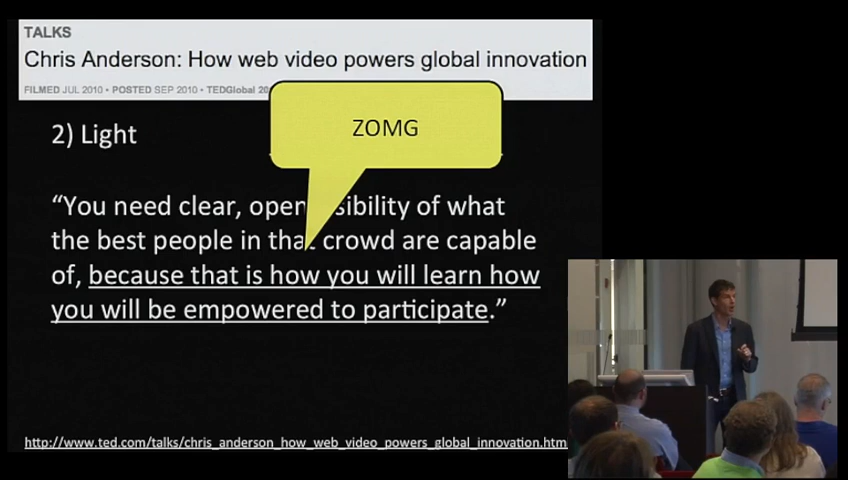 TALKS
Chris Anderson: How web video powers global innovation
FILMED JUL 2010 • POSTED SEP 2010 • TEDGlobal 20
ZOMG
2) Light
“You need clear, open sibility of what
the best people in that crowd are capable
of, because that is how you will learn how
you will be empowered to participate.”
http://www.ted.com/talks/chris_anderson_how_web_video_powers_global_innovation.htm